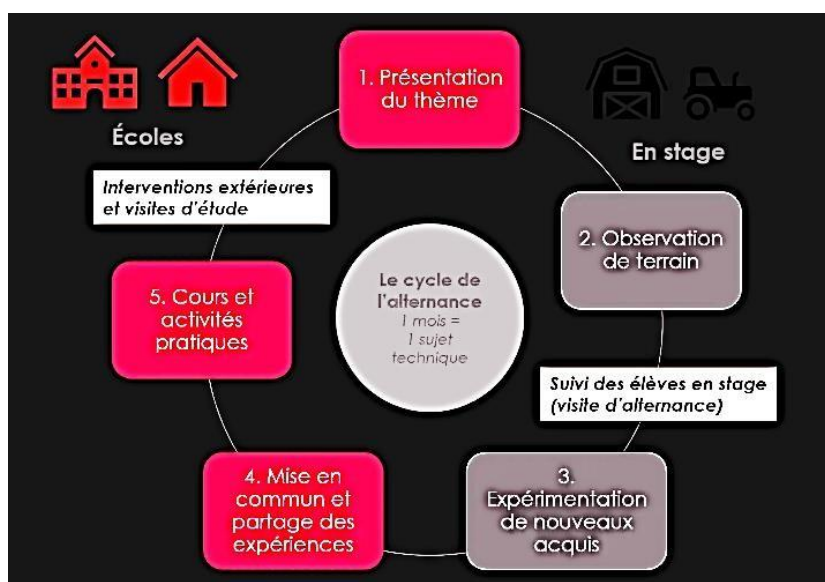 1. Présentation
du thème
Écoles
En stage
Interventions extérieures
et visites d'étude
2. Observation
de terrain
Le cycle de
l'alternance
1 mois =
1 sujet
technique
5. Cours et
activités
pratiques
Suivi des élèves en stage
(visite d'alternance)
4. Mise en
commun et
partage des
expériences
3.
Expérimentation
de nouveaux
acquis